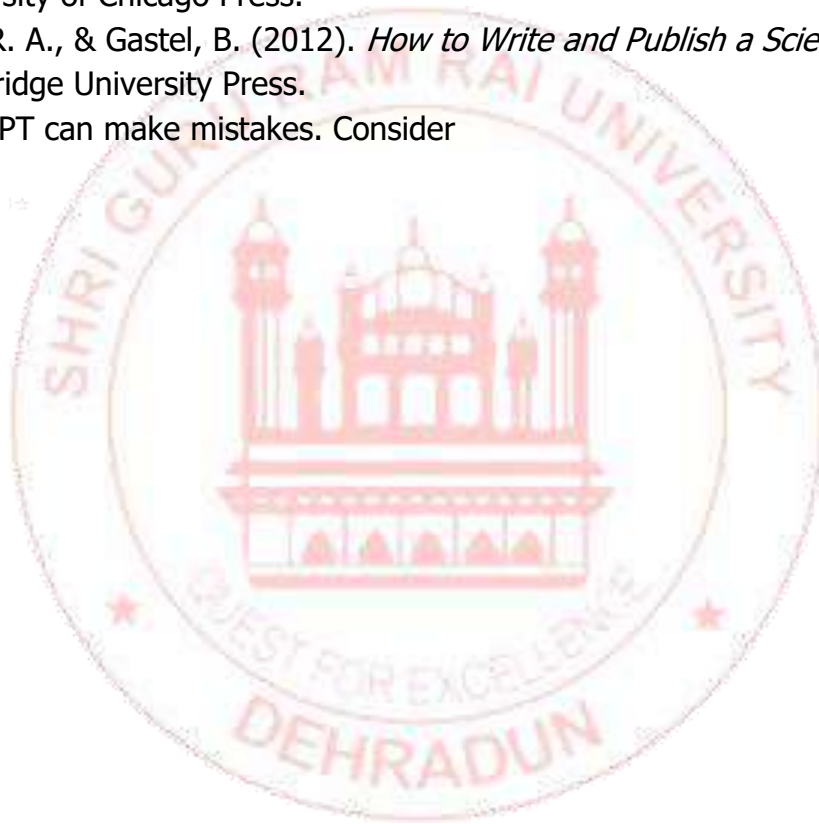 sity of Chicago Press.
R. A., & Gastel, B. (2012). How to Write and Publish a Scie
ridge University Press.
PT can make mistakes. Consider
SHRI GURU RAM RAI UNIVERSITY
QUEST FOR EXCELLENCE
DEHRADUN